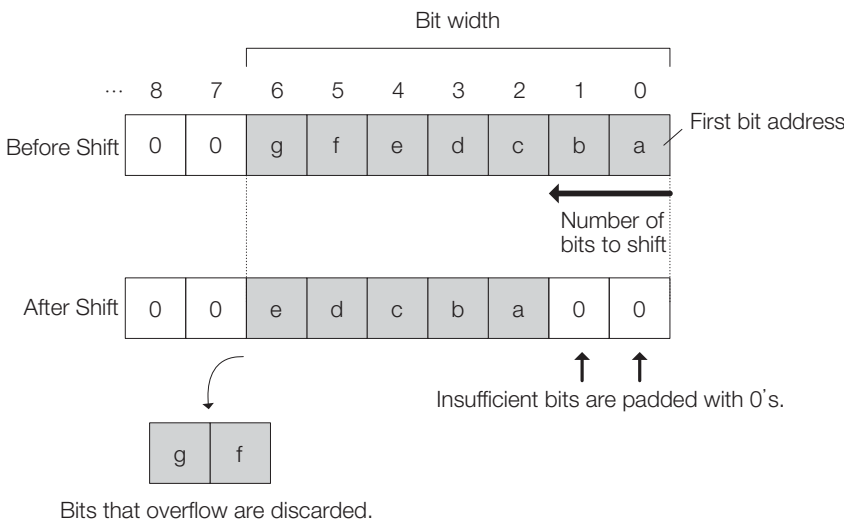 Bit width
... 8 7 6 5 4 3 2 1 0
First bit address
Before Shift 0 0 g f e d c b a
Number of
bits to shift
After Shift 0 0 e d c b a 0 0
Insufficient bits are padded with 0's.
g f
Bits that overflow are discarded.